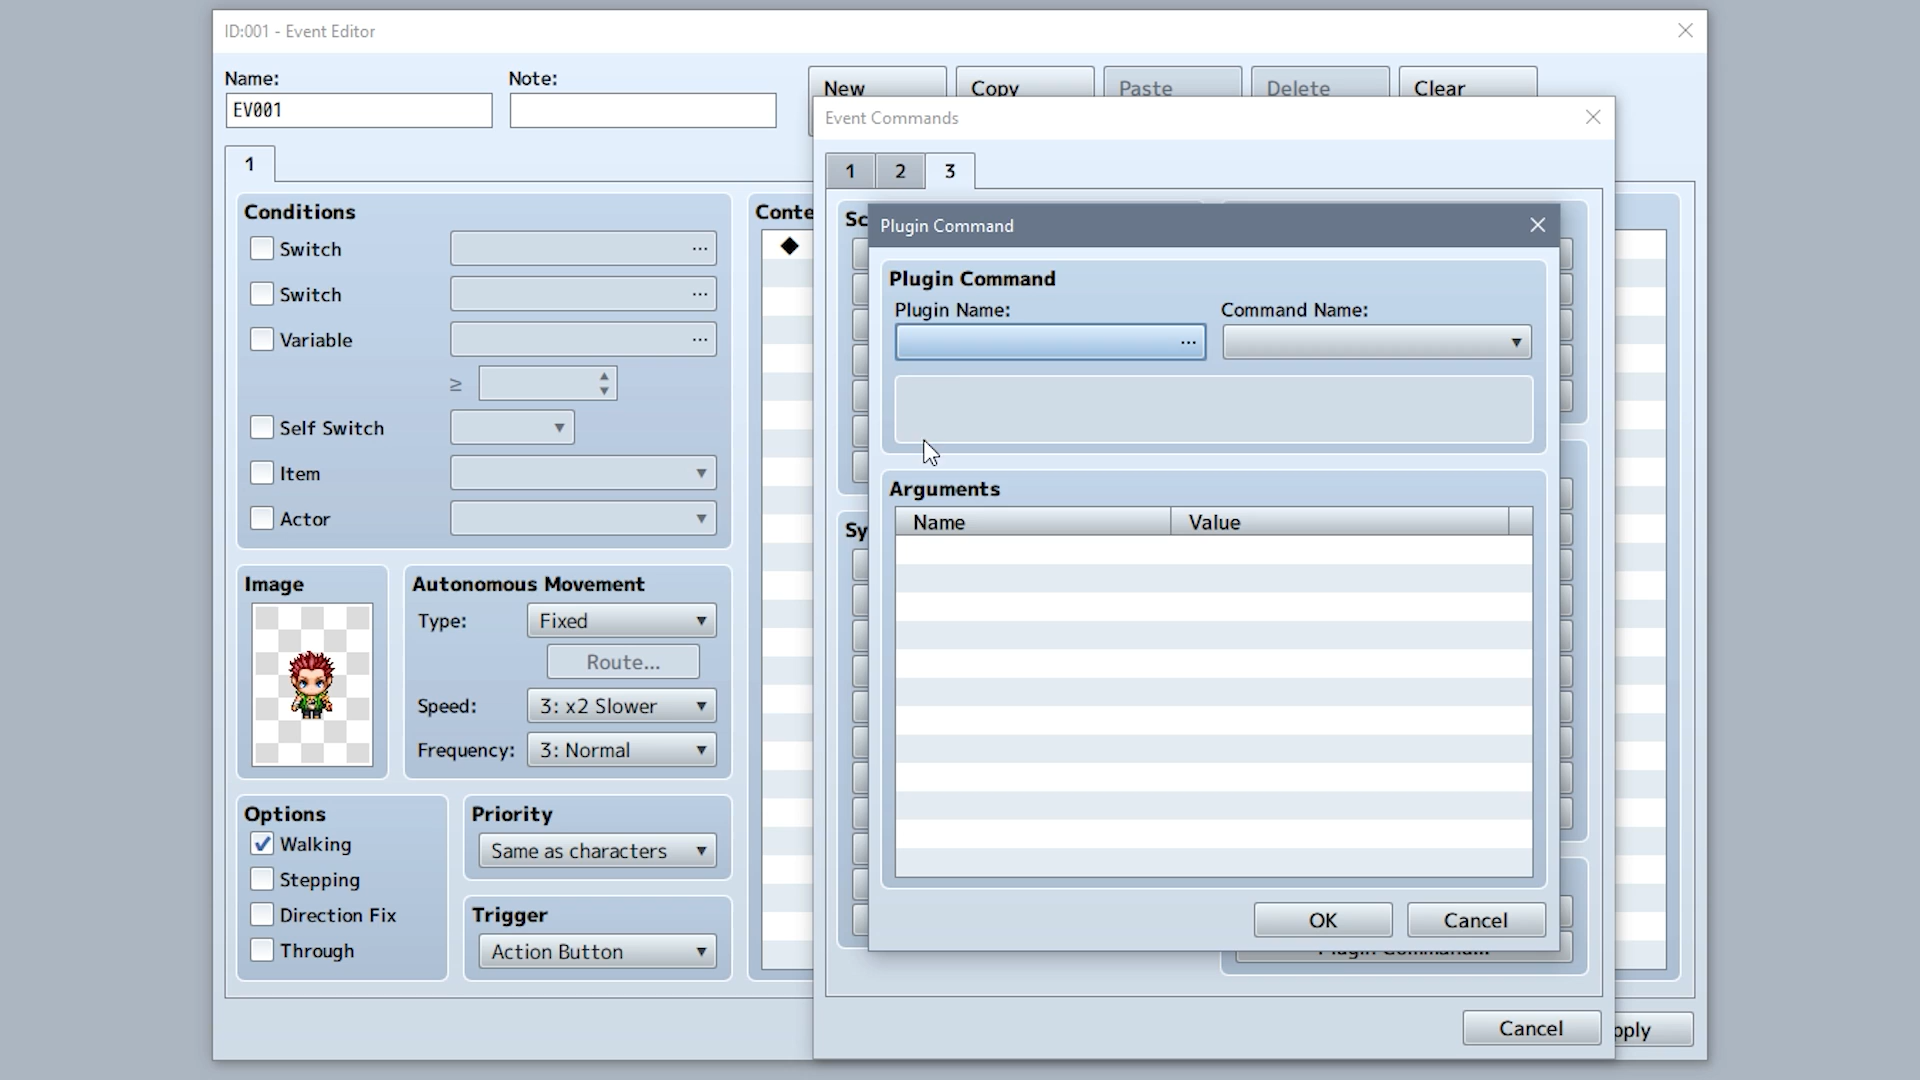 ID:001 - Event Editor
Name:
Note:
EV001
New
Copy
Paste
Delete
Clear
1
Conditions
Switch
...
Switch
...
Variable
...
≥
Self Switch
Item
Actor
Image
Autonomous Movement
Type:
Fixed
Route...
Speed:
3: x2 Slower
Frequency:
3: Normal
Options
Walking
Stepping
Direction Fix
Through
Priority
Same as characters
Trigger
Action Button
Conte
Event Commands
1
2
3
Sc
Sy
Plugin Command
Plugin Command
Plugin Name:
Command Name:
...
Arguments
Name
Value
OK
Cancel
Plugin Command...
Cancel
pply